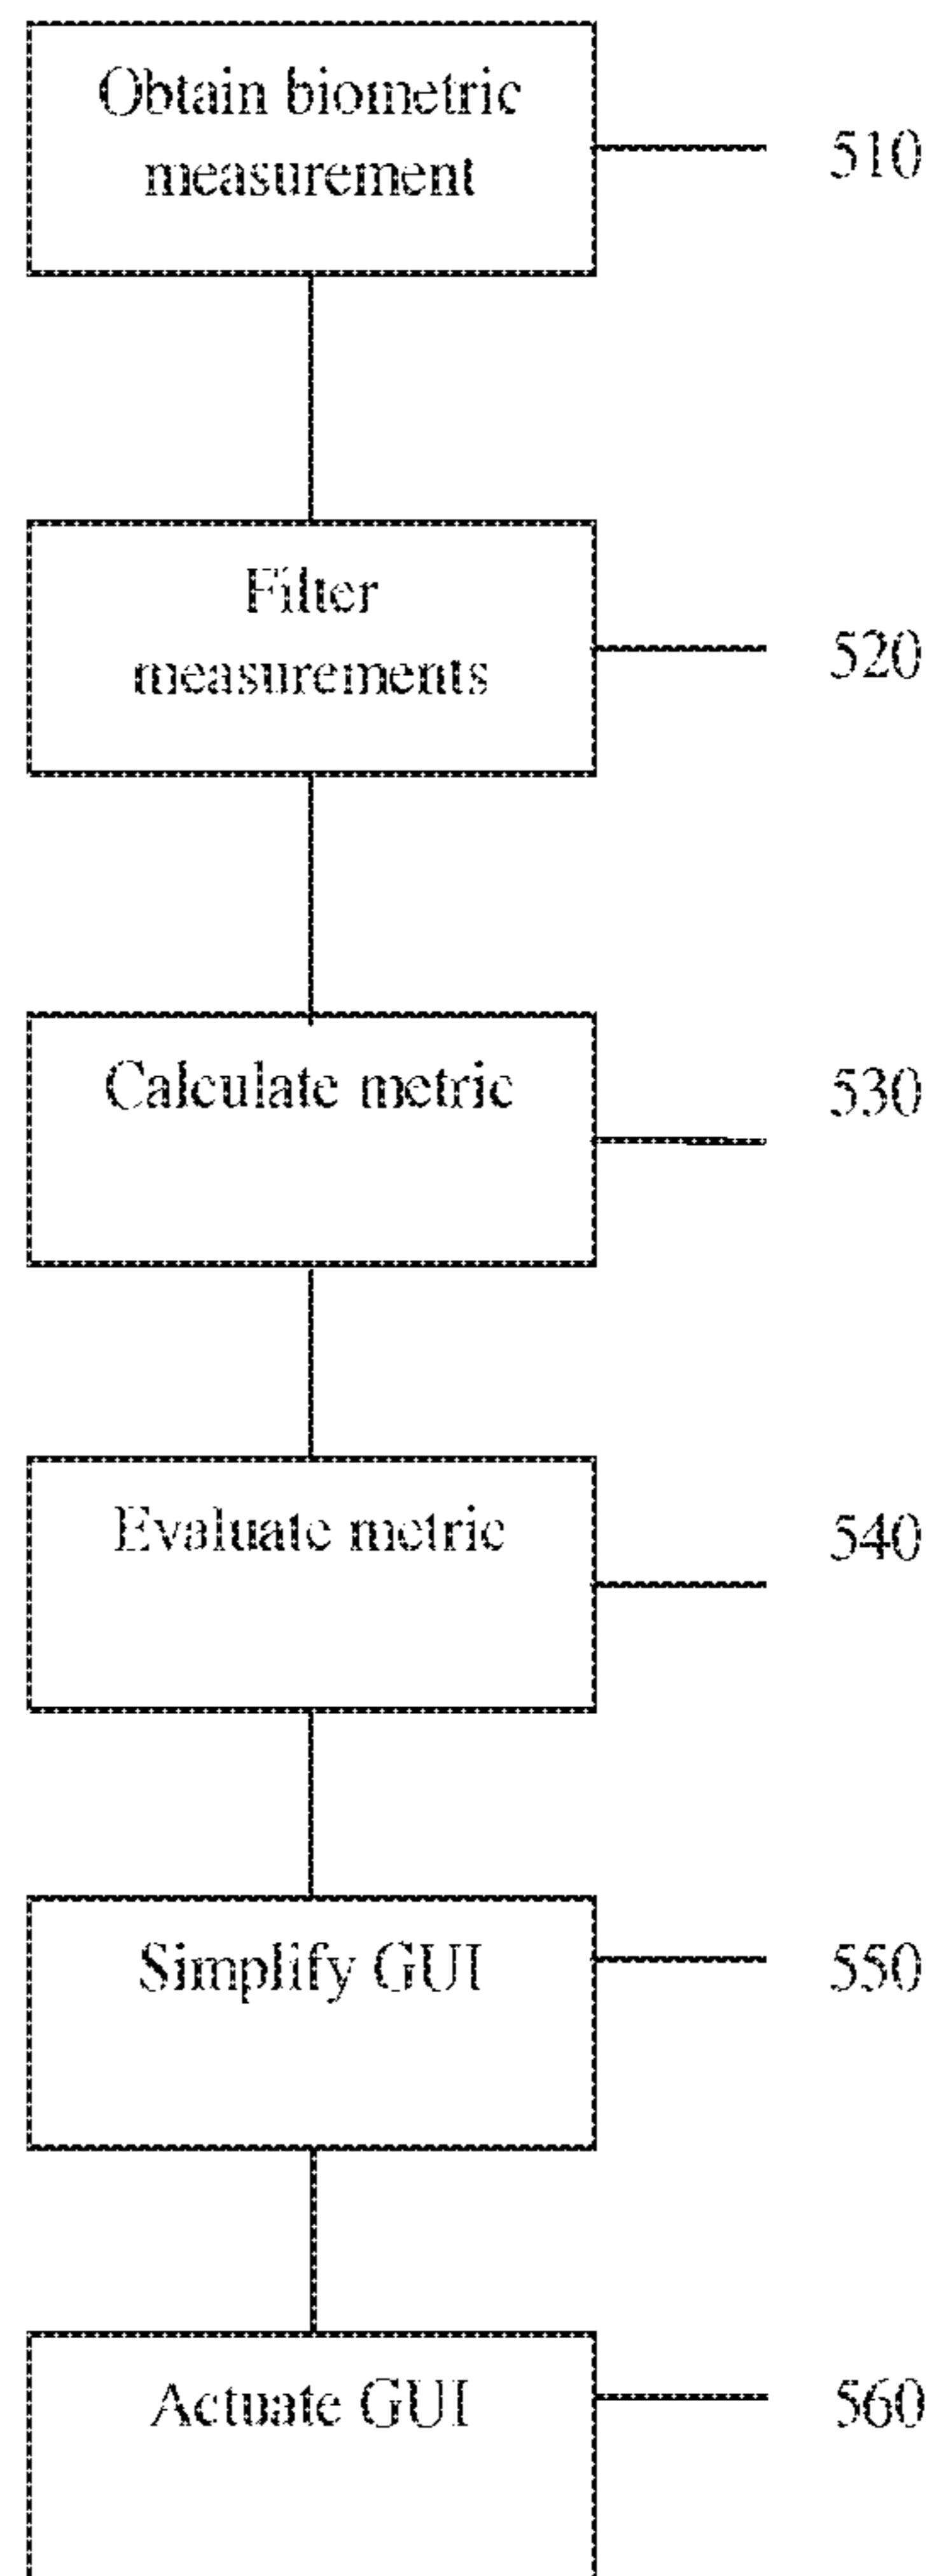 Obtain biometric
measurement
510
Filter
measurements
520
Calculate metric
530
Evaluate metric
540
Simplify GUI
550
Actuate GUI
560